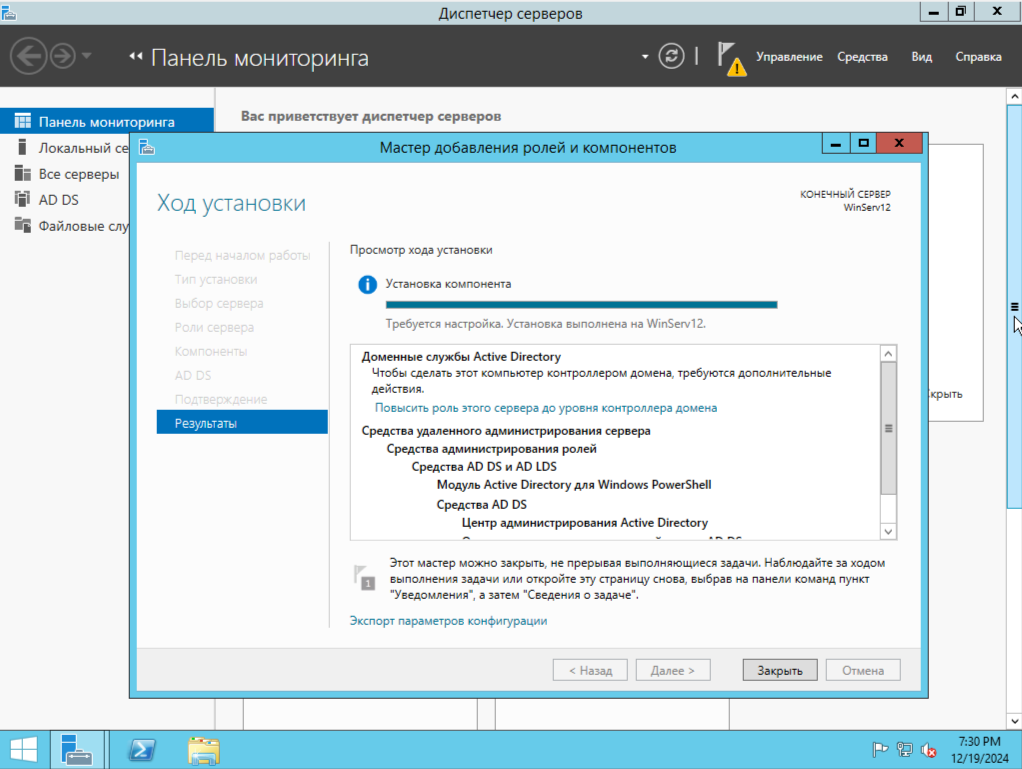 Диспетчер серверов
Панель мониторинга
Управление Средства Вид Справка
Панель мониторинга
Локальный се
Все серверы
AD DS
Файловые слу
Вас приветствует диспетчер серверов
Мастер добавления ролей и компонентов
Ход установки
КОНЕЧНЫЙ СЕРВЕР
WinServ12
Перед началом работы
Тип установки
Выбор сервера
Роли сервера
Компоненты
AD DS
Подтверждение
Результаты
Просмотр хода установки
Установка компонента
Требуется настройка. Установка выполнена на WinServ12.
Доменные службы Active Directory
Чтобы сделать этот компьютер контроллером домена, требуются дополнительные
действия.
Повысить роль этого сервера до уровня контроллера домена
Средства удаленного администрирования сервера
Средства администрирования ролей
Средства AD DS и AD LDS
Модуль Active Directory для Windows PowerShell
Средства AD DS
Центр администрирования Active Directory
1
Этот мастер можно закрыть, не прерывая выполняющиеся задачи. Наблюдайте за ходом
выполнения задачи или откройте эту страницу снова, выбрав на панели команд пункт
"Уведомления", а затем "Сведения о задаче".
Экспорт параметров конфигурации
< Назад Далее > Закрыть Отмена
крыть
7:30 PM
12/19/2024